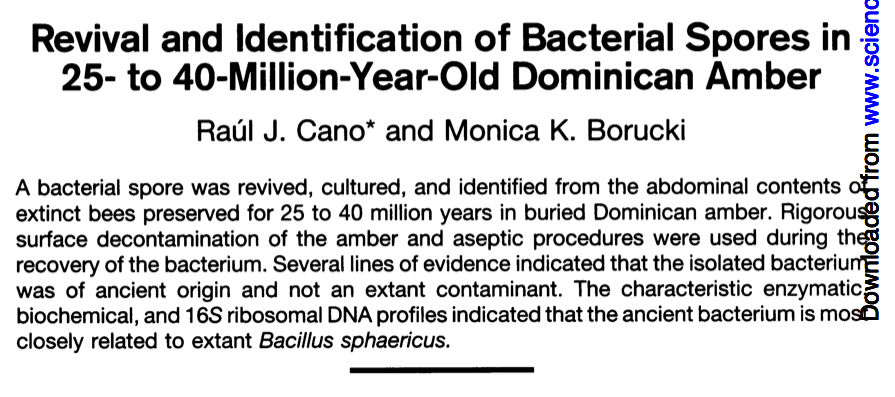 Revival and Identification of Bacterial Spores in
25- to 40-Million-Year-Old Dominican Amber
Raúl J. Cano* and Monica K. Borucki
A bacterial spore was revived, cultured, and identified from the abdominal contents of
extinct bees preserved for 25 to 40 million years in buried Dominican amber. Rigorous
surface decontamination of the amber and aseptic procedures were used during the
recovery of the bacterium. Several lines of evidence indicated that the isolated bacterium
was of ancient origin and not an extant contaminant. The characteristic enzymatic,
biochemical, and 16S ribosomal DNA profiles indicated that the ancient bacterium is most
closely related to extant Bacillus sphaericus.
Downloaded from www.scienc